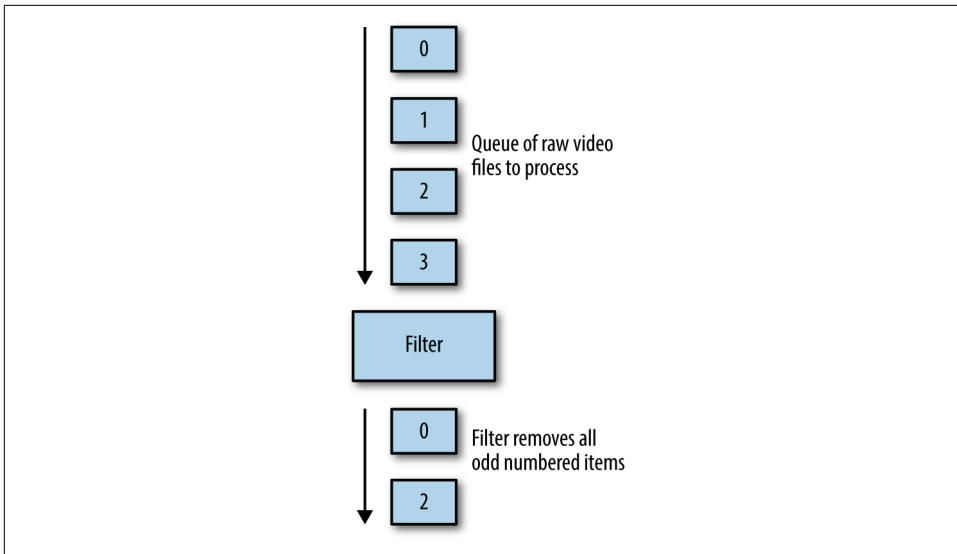 0
1
Queue of raw video
files to process
2
3
Filter
0
Filter removes all
odd numbered items
2